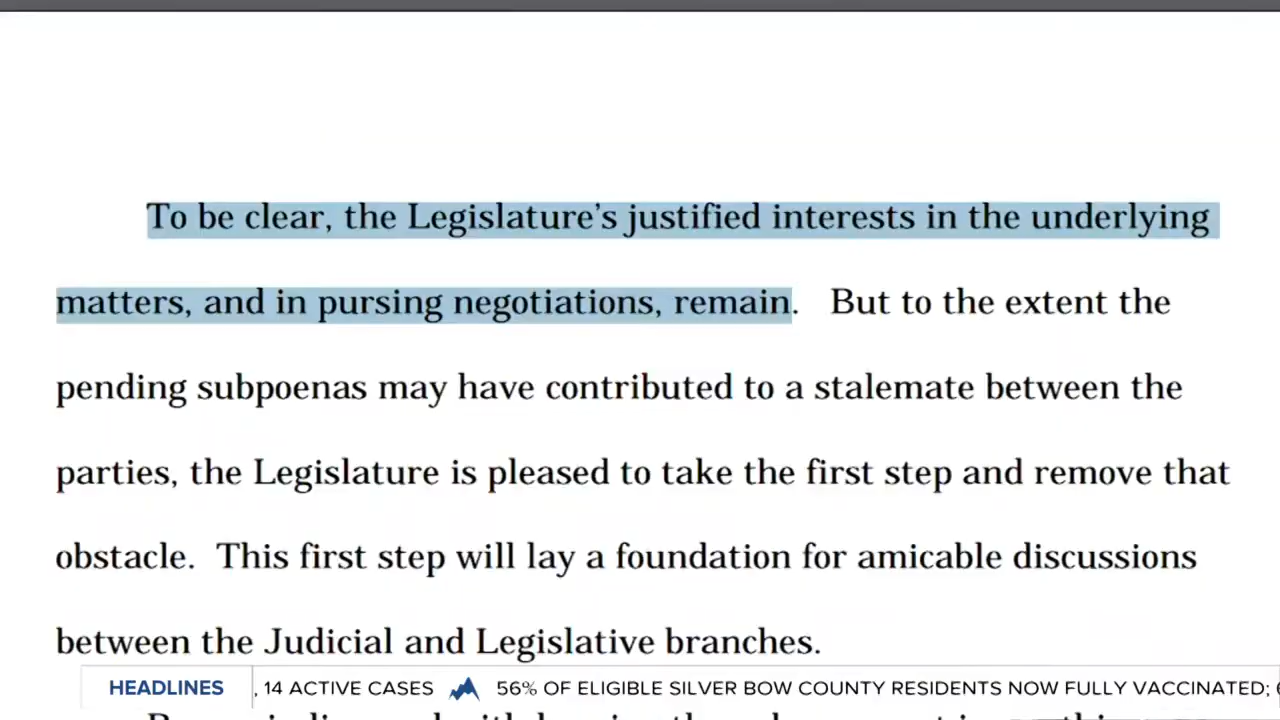 To be clear, the Legislature's justified interests in the underlying
matters, and in pursing negotiations, remain. But to the extent the
pending subpoenas may have contributed to a stalemate between the
parties, the Legislature is pleased to take the first step and remove that
obstacle. This first step will lay a foundation for amicable discussions
between the Judicial and Legislative branches.
HEADLINES , 14 ACTIVE CASES 56% OF ELIGIBLE SILVER BOW COUNTY RESIDENTS NOW FULLY VACCINATED;